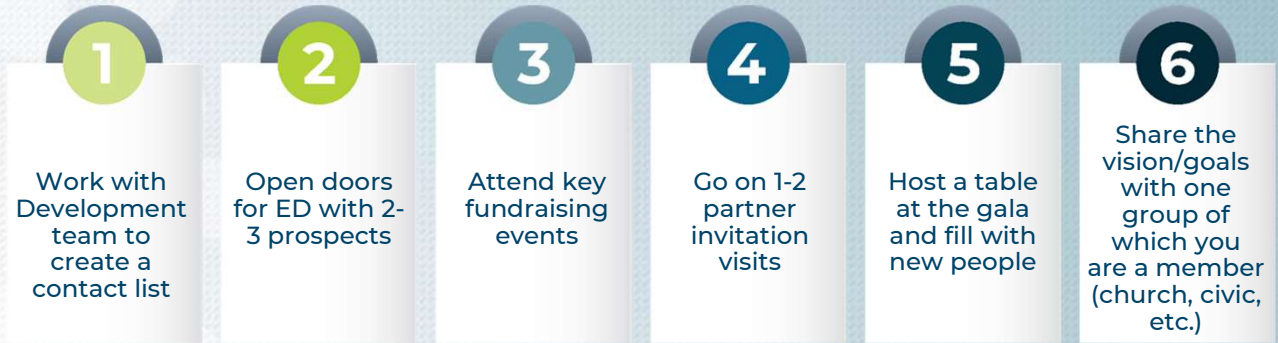 1
Work with
Development
team to
create a
contact list
2
Open doors
for ED with 2-
3 prospects
3
Attend key
fundraising
events
4
Go on 1-2
partner
invitation
visits
5
Host a table
at the gala
and fill with
new people
6
Share the
vision/goals
with one
group of
which you
are a member
(church, civic,
etc.)